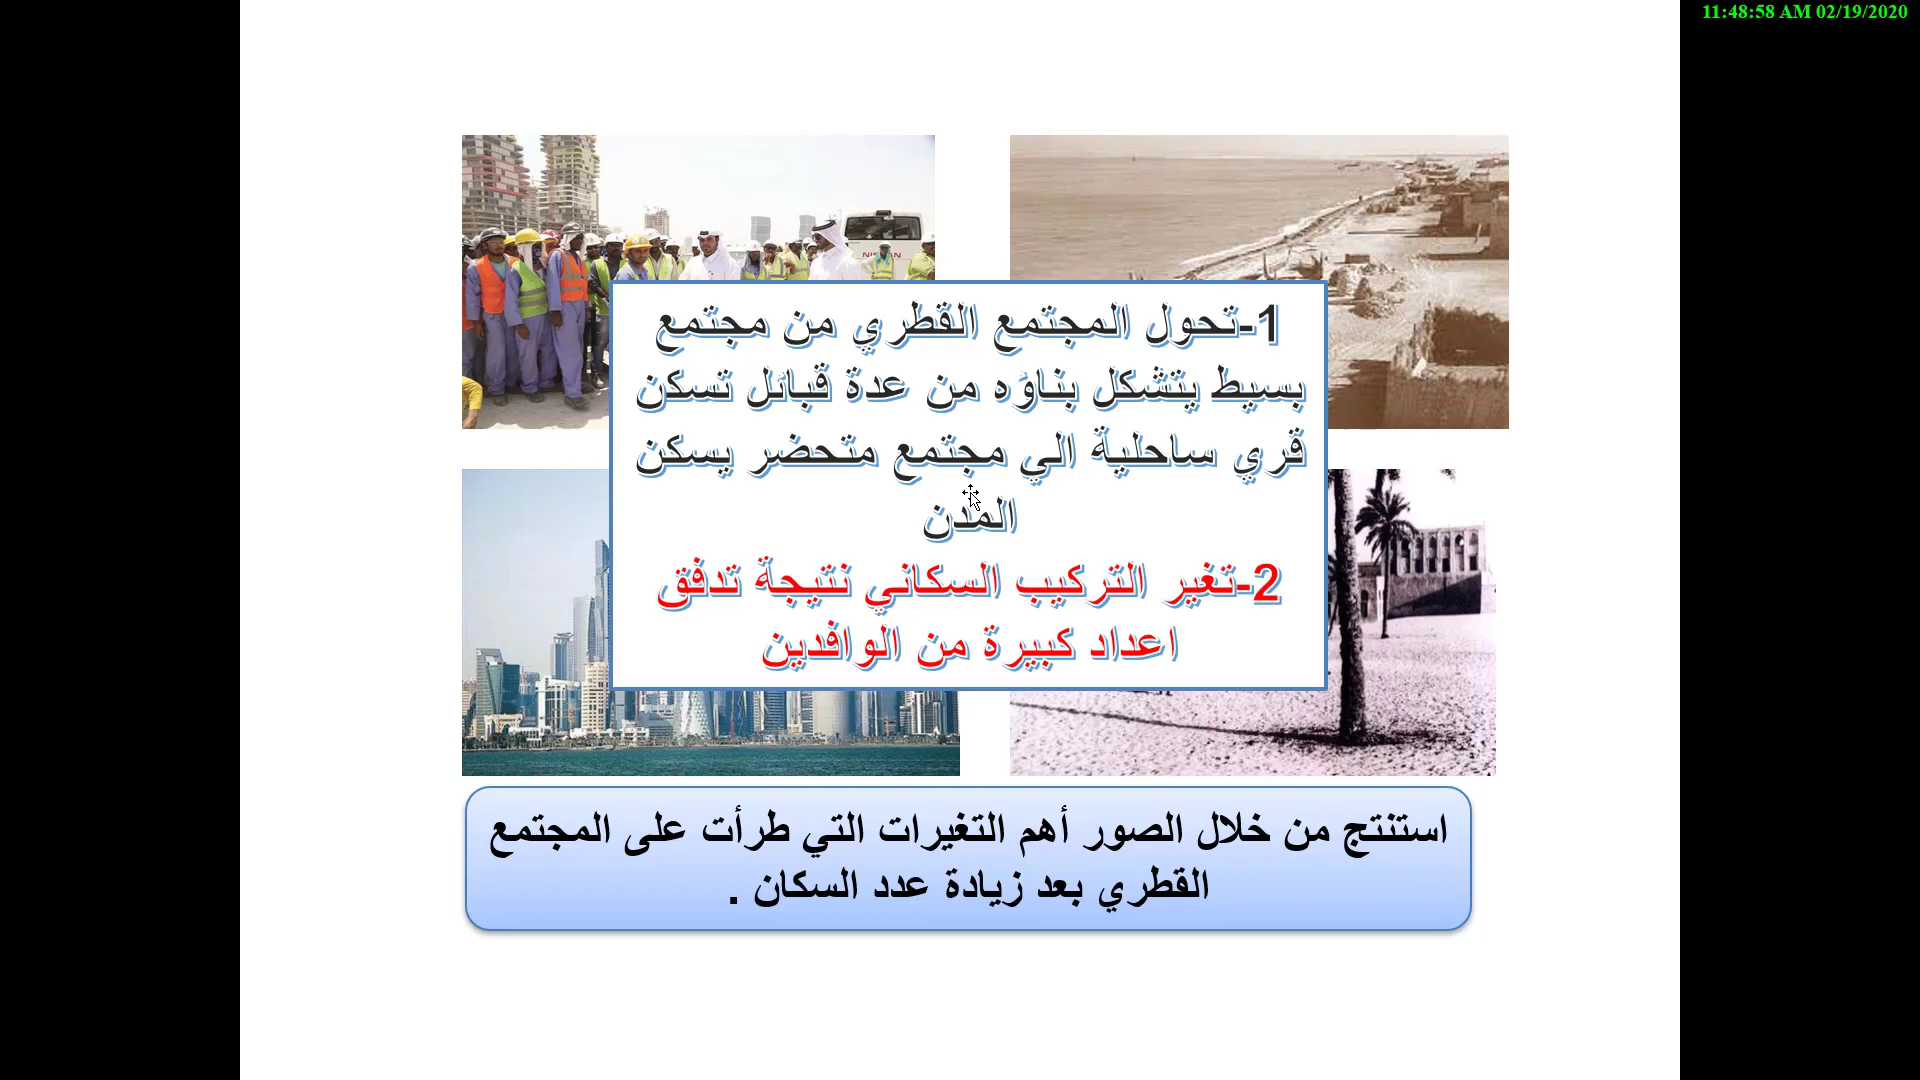 11:48:58 AM 02/19/2020
1-تحول المجتمع القطري من مجتمع
بسيط يتشكل بناؤه من عدة قبائل تسكن
قري ساحلية الي مجتمع متحضر يسكن
المدن
2-تغير التركيب السكاني نتيجة تدفق
اعداد كبيرة من الوافدين
استنتج من خلال الصور أهم التغيرات التي طرأت على المجتمع
القطري بعد زيادة عدد السكان .